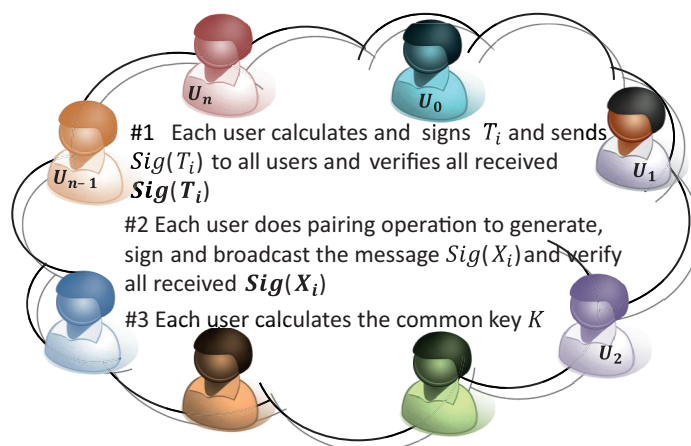 U_n
U_0
#1 Each user calculates and signs T_i and sends
U_1
Sig(T_i) to all users and verifies all received
U_{n-1}
Sig(T_i)
#2 Each user does pairing operation to generate,
sign and broadcast the message Sig(X_i) and verify
all received Sig(X_i)
#3 Each user calculates the common key K
U_2